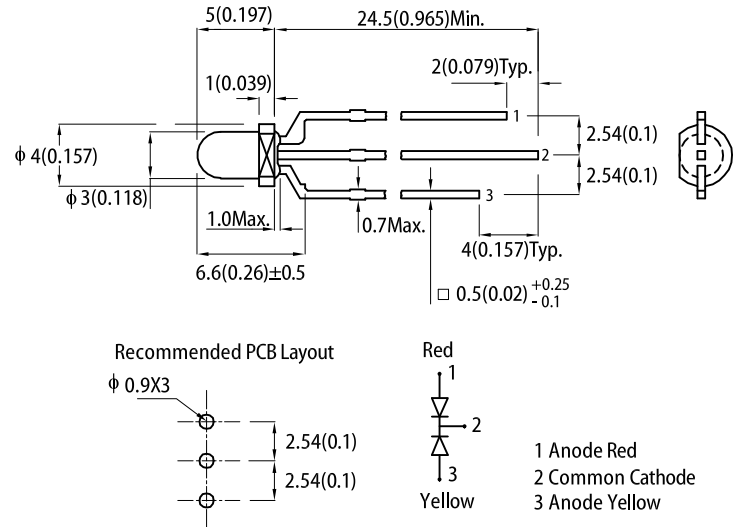 5(0.197)
24.5(0.965)Min.
2(0.079)Typ.
1(0.039)
1
ϕ 4(0.157)
2.54(0.1)
2
2.54(0.1)
ϕ 3(0.118)
3
1.0Max.
0.7Max.
4(0.157)Typ.
6.6(0.26)±0.5
□ 0.5(0.02) +0.25
- 0.1
Recommended PCB Layout
ϕ 0.9X3
2.54(0.1)
2.54(0.1)
Red
1
2
3
Yellow
1 Anode Red
2 Common Cathode
3 Anode Yellow